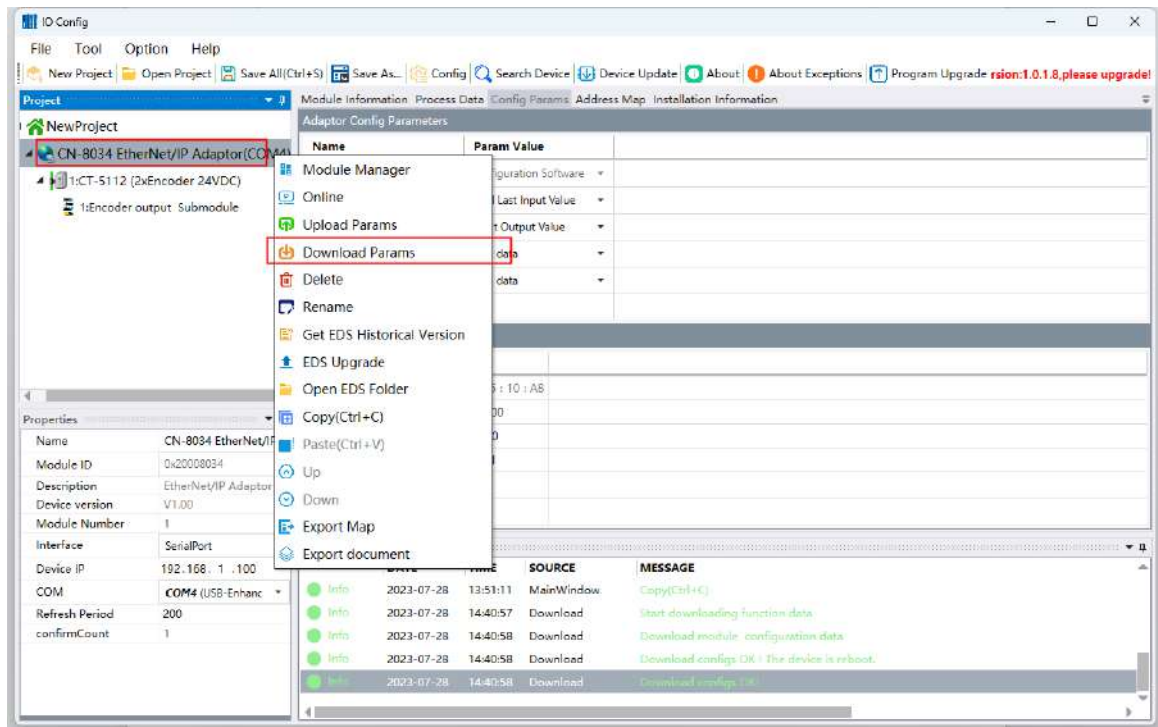 IO Config
File Tool Option Help
New Project Open Project Save All(Ctrl+S) Save As... Config Search Device Device Update About About Exceptions Program Upgrade rsion:1.0.1.8,please upgrade!
Project
Module Information Process Data Config Params Address Map Installation Information
NewProject
Adaptor Config Parameters
CN-8034 EtherNet/IP Adaptor(COM4)
Name Param Value
1:CT-5112 (2xEncoder 24VDC)
1:Encoder output Submodule
Module Manager
Online
Upload Params
Download Params
Delete
Rename
Get EDS Historical Version
EDS Upgrade
Open EDS Folder
Copy(Ctrl+C)
Paste(Ctrl+V)
Up
Down
Export Map
Export document
iguration Software
Last Input Value
t Output Value
data
data
: 10 : A8
Properties
Name CN-8034 EtherNet/IP
Module ID 0x20008034
Description EtherNet/IP Adaptor
Device version V1.00
Module Number 1
Interface SerialPort
Device IP 192.168. 1 .100
COM COM4 (USB-Enhanc
Refresh Period 200
confirmCount 1
SOURCE MESSAGE
Info 2023-07-28 13:51:11 MainWindow Copy(Ctrl+C)
Info 2023-07-28 14:40:57 Download Start downloading function data
Info 2023-07-28 14:40:58 Download Download module configuration data
Info 2023-07-28 14:40:58 Download Download configs OK ! The device is reboot.
Info 2023-07-28 14:40:58 Download Download configs OK!